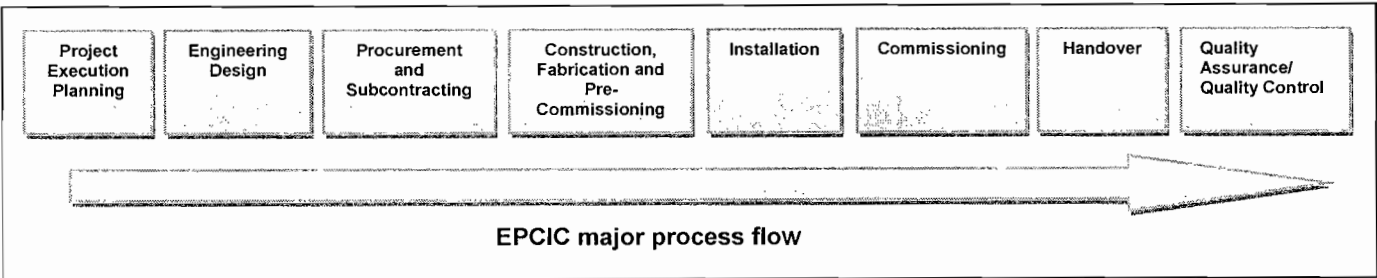 Project
Execution
Planning
Engineering
Design
Procurement
and
Subcontracting
Construction,
Fabrication and
Pre-
Commissioning
Installation
Commissioning
Handover
Quality
Assurance/
Quality Control
EPCIC major process flow